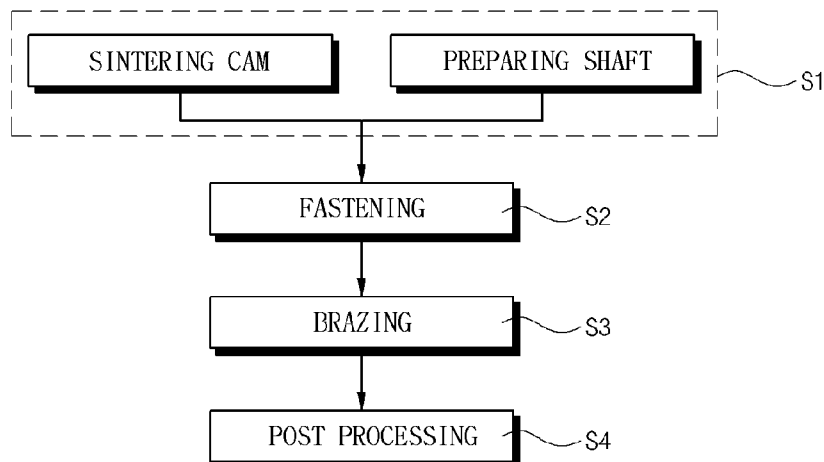 SINTERING CAM
PREPARING SHAFT
S1
FASTENING
S2
BRAZING
S3
POST PROCESSING
S4